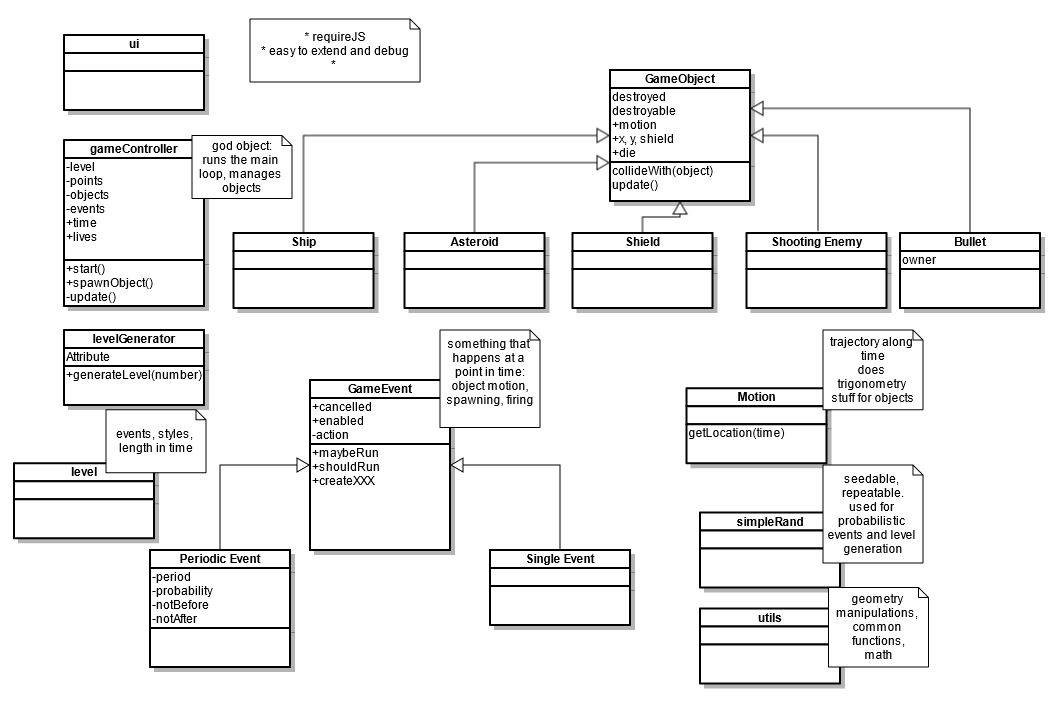 ui
* requireJS
* easy to extend and debug
*
GameObject
destroyed
destroyable
+motion
+x, y, shield
+die
collideWith(object)
update()
gameController
-level
-points
-objects
-events
+time
+lives
+start()
+spawnObject()
-update()
god object:
runs the main
loop, manages
objects
Ship
Asteroid
Shield
Shooting Enemy
Bullet
owner
levelGenerator
Attribute
+generateLevel(number)
events, styles,
length in time
level
something that
happens at a
point in time:
object motion,
spawning, firing
GameEvent
+cancelled
+enabled
-action
+maybeRun
+shouldRun
+createXXX
Periodic Event
-period
-probability
-notBefore
-notAfter
Single Event
trajectory along
time
does
trigonometry
stuff for objects
Motion
getLocation(time)
seedable,
repeatable.
used for
probabilistic
events and level
generation
simpleRand
geometry
manipulations,
common
functions,
math
utils